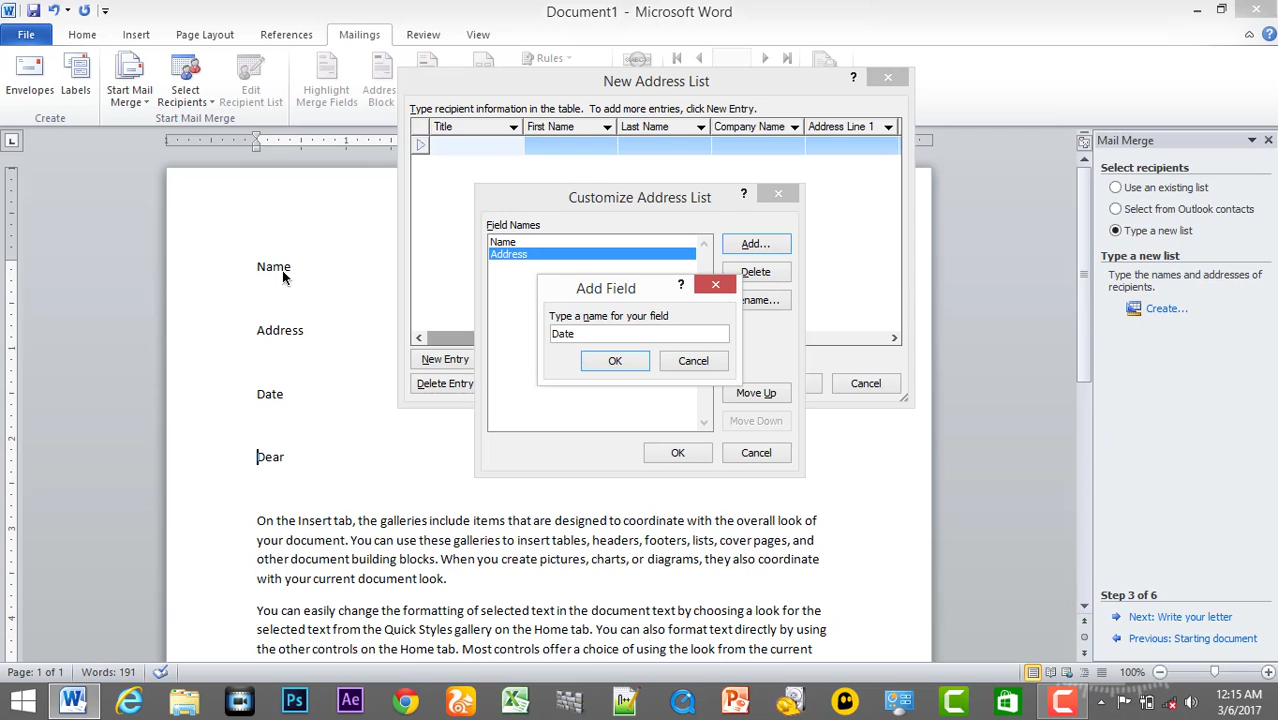 Document1 - Microsoft Word
File
Home
Insert
Page Layout
References
Mailings
Review
View
Envelopes
Labels
Create
Start Mail
Merge
Select
Recipients
Edit
Recipient List
Start Mail Merge
Highlight
Merge Fields
Addres
Block
Rules
New Address List
Type recipient information in the table. To add more entries, click New Entry.
Title
First Name
Last Name
Company Name
Address Line 1
New Entry
Delete Entry
Cancel
Customize Address List
Field Names
Name
Address
Add...
Delete
ename...
Move Up
Move Down
OK
Cancel
Add Field
Type a name for your field
Date
OK
Cancel
Mail Merge
Select recipients
Use an existing list
Select from Outlook contacts
Type a new list
Type a new list
Type the names and addresses of
recipients.
Create...
Step 3 of 6
Next: Write your letter
Previous: Starting document
Name
Address
Date
Dear
On the Insert tab, the galleries include items that are designed to coordinate with the overall look of
your document. You can use these galleries to insert tables, headers, footers, lists, cover pages, and
other document building blocks. When you create pictures, charts, or diagrams, they also coordinate
with your current document look.
You can easily change the formatting of selected text in the document text by choosing a look for the
selected text from the Quick Styles gallery on the Home tab. You can also format text directly by using
the other controls on the Home tab. Most controls offer a choice of using the look from the current
Page: 1 of 1
Words: 191
100%
12:15 AM
3/6/2017